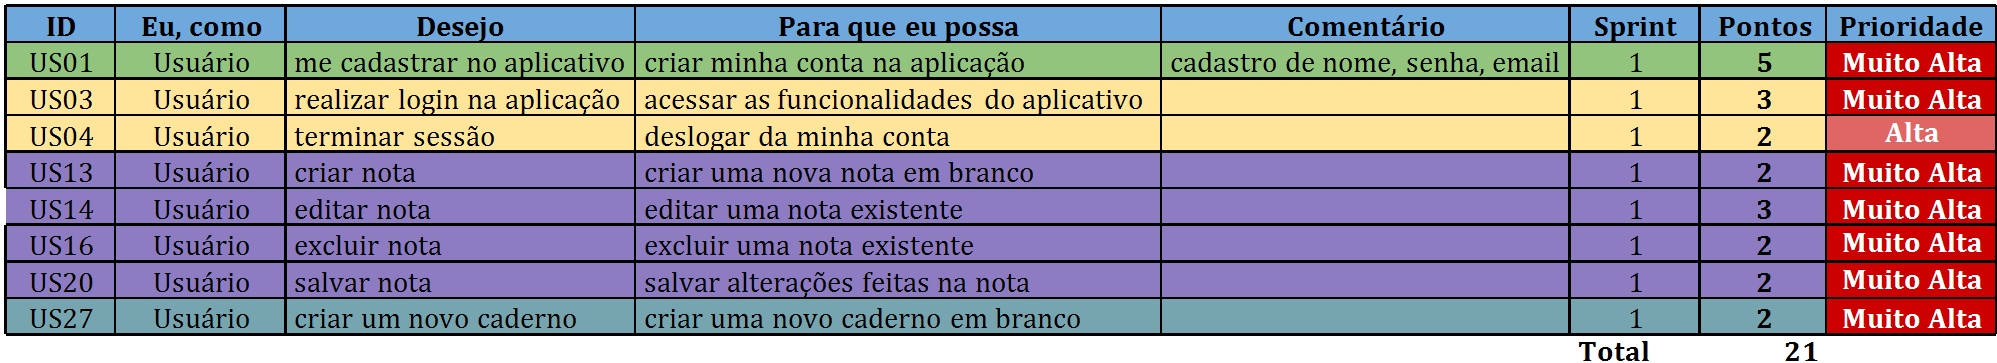 ID Eu, como Desejo Para que eu possa Comentário Sprint Pontos Prioridade
US01 Usuário me cadastrar no aplicativo criar minha conta na aplicação cadastro de nome, senha, email 1 5 Muito Alta
US03 Usuário realizar login na aplicação acessar as funcionalidades do aplicativo 1 3 Muito Alta
US04 Usuário terminar sessão deslogar da minha conta 1 2 Alta
US13 Usuário criar nota criar uma nova nota em branco 1 2 Muito Alta
US14 Usuário editar nota editar uma nota existente 1 3 Muito Alta
US16 Usuário excluir nota excluir uma nota existente 1 2 Muito Alta
US20 Usuário salvar nota salvar alterações feitas na nota 1 2 Muito Alta
US27 Usuário criar um novo caderno criar uma novo caderno em branco 1 2 Muito Alta
Total 21